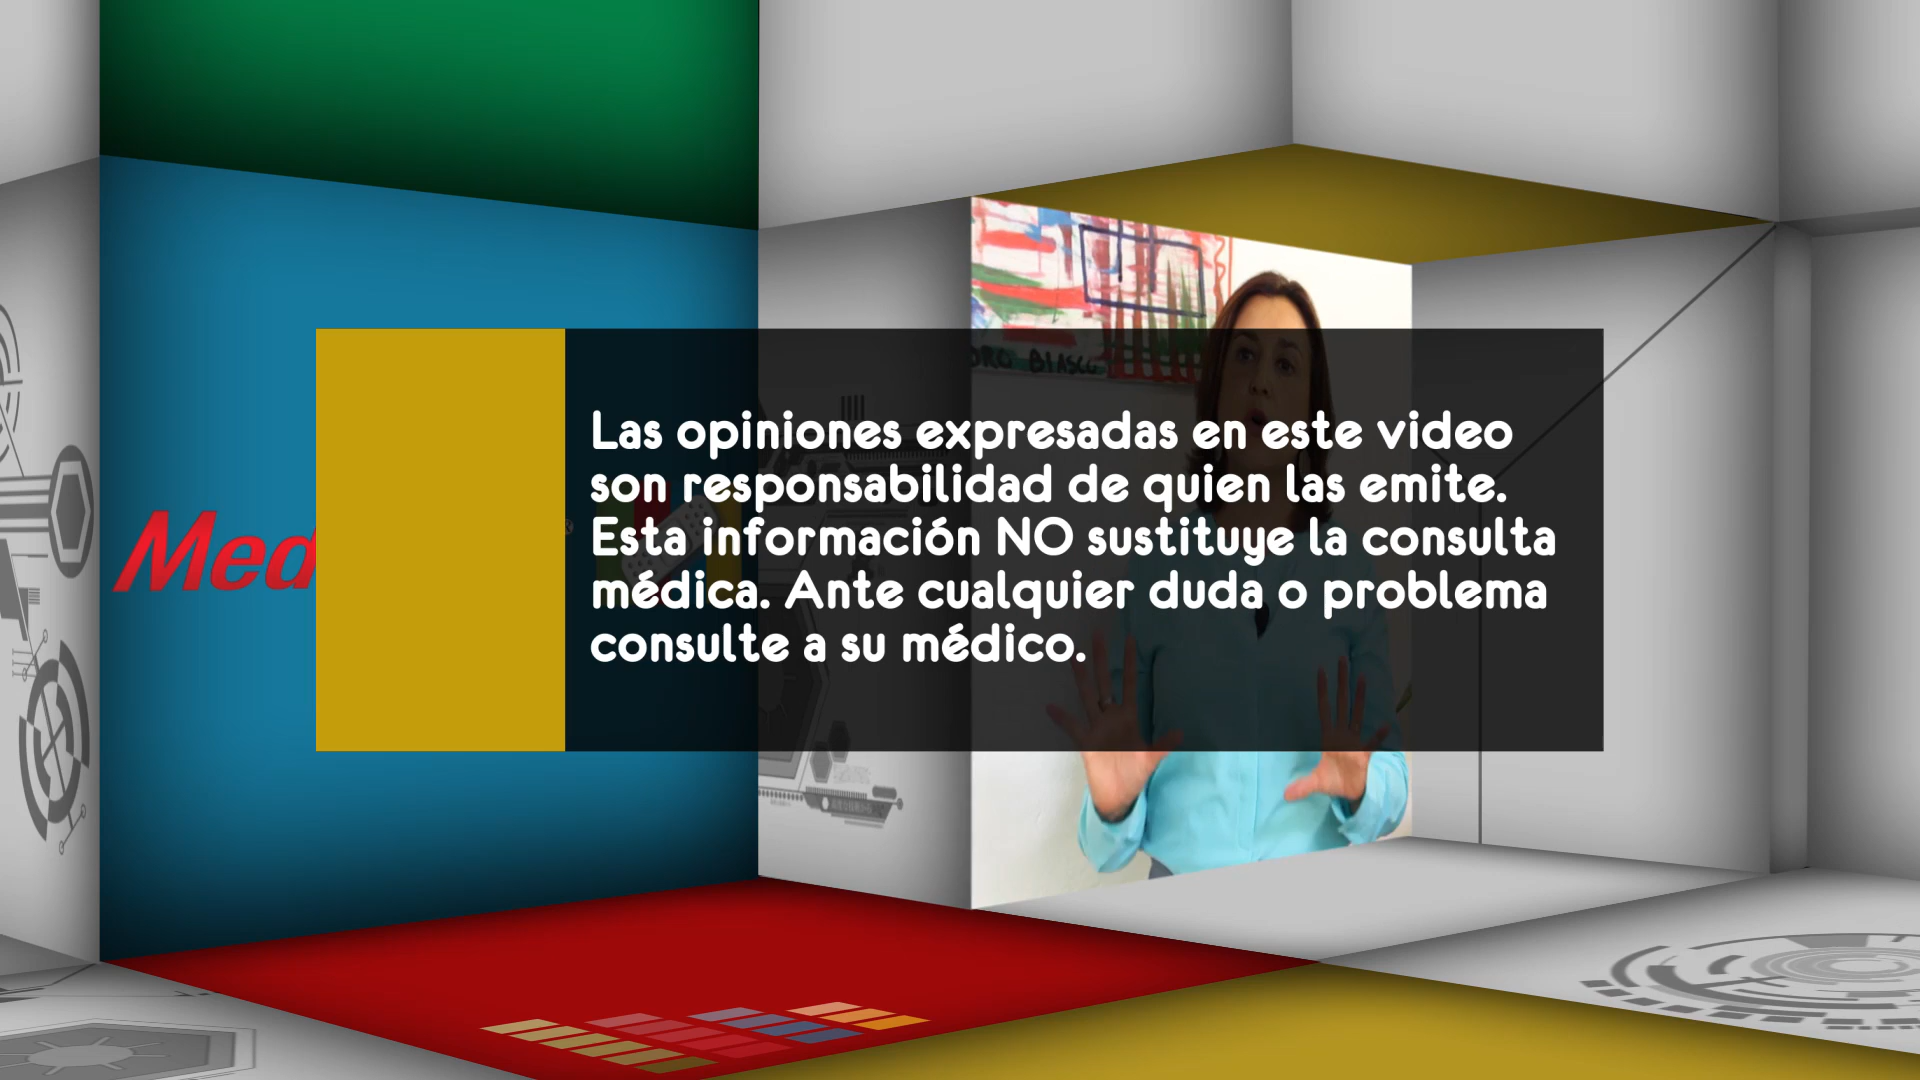 Las opiniones expresadas en este video
son responsabilidad de quien las emite.
Esta información NO sustituye la consulta
médica. Ante cualquier duda o problema
consulte a su médico.
Med